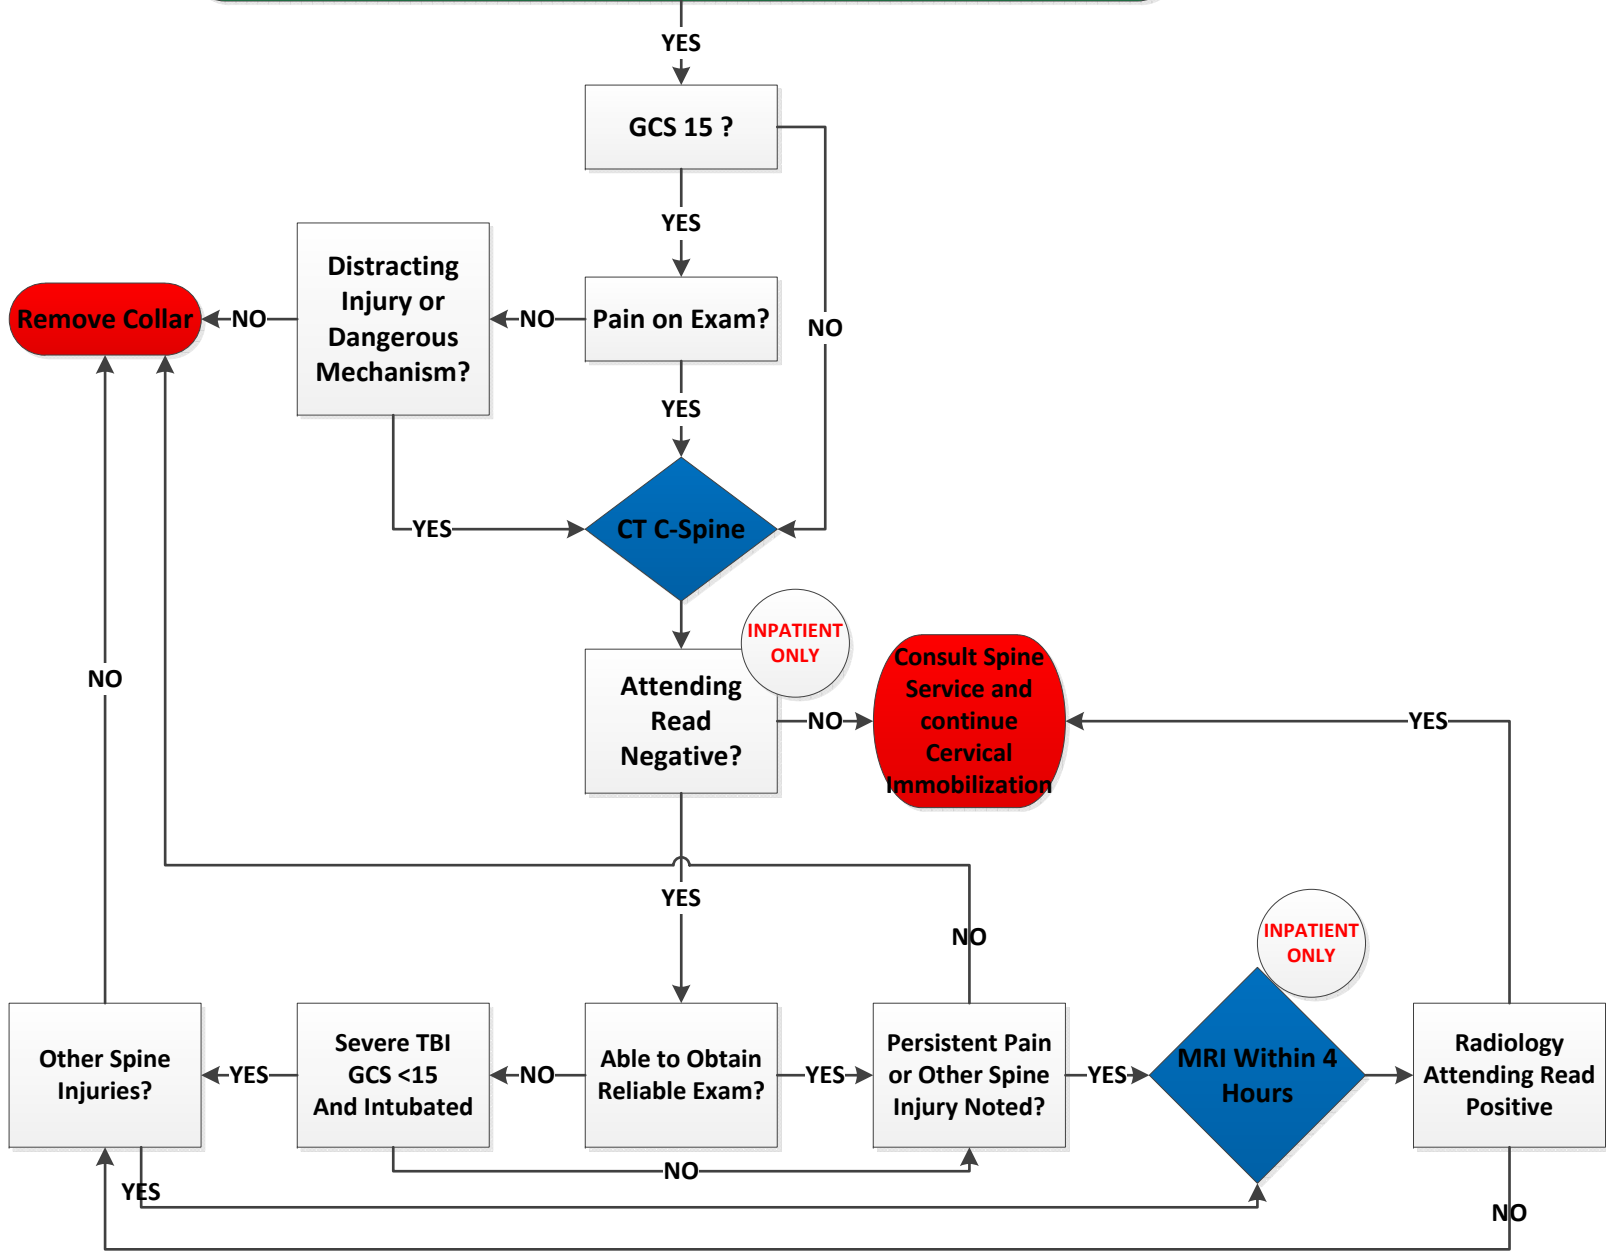 YES
GCS 15 ?
YES
Distracting
Injury or
Dangerous
Mechanism?
Remove Collar
NO
NO
Pain on Exam?
NO
YES
YES
CT C-Spine
INPATIENT
ONLY
Attending
Read
Negative?
NO
Consult Spine
Service and
continue
Cervical
Immobilization
YES
NO
YES
NO
INPATIENT
ONLY
Other Spine
Injuries?
YES
Severe TBI
GCS <15
And Intubated
NO
Able to Obtain
Reliable Exam?
YES
Persistent Pain
or Other Spine
Injury Noted?
YES
MRI Within 4
Hours
Radiology
Attending Read
Positive
NO
YES
NO